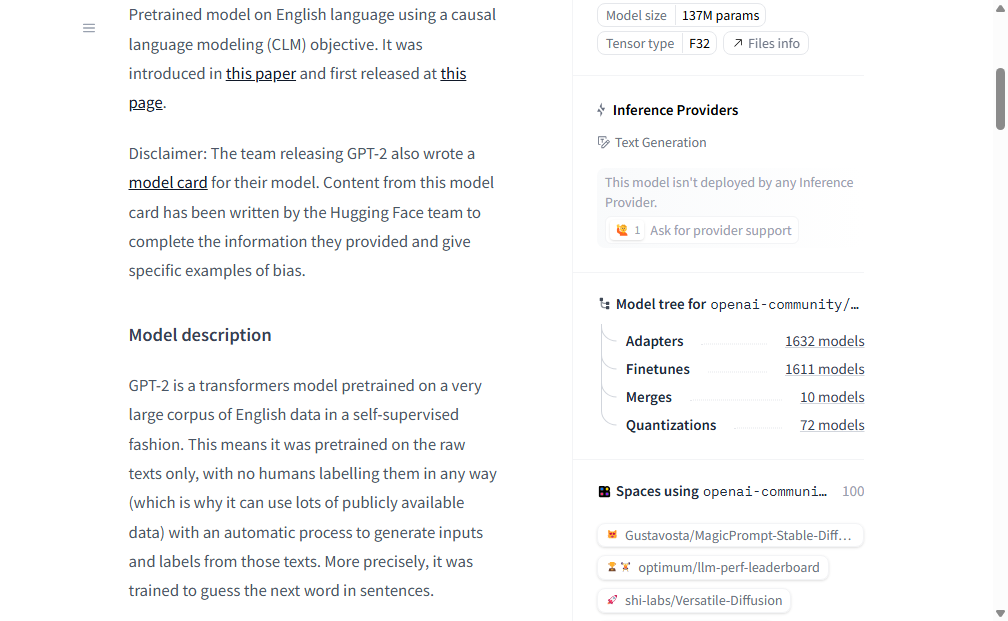 Pretrained model on English language using a causal
language modeling (CLM) objective. It was
introduced in this paper and first released at this
page.
Disclaimer: The team releasing GPT-2 also wrote a
model card for their model. Content from this model
card has been written by the Hugging Face team to
complete the information they provided and give
specific examples of bias.
Model description
GPT-2 is a transformers model pretrained on a very
large corpus of English data in a self-supervised
fashion. This means it was pretrained on the raw
texts only, with no humans labelling them in any way
(which is why it can use lots of publicly available
data) with an automatic process to generate inputs
and labels from those texts. More precisely, it was
trained to guess the next word in sentences.
Model size 137M params
Tensor type F32 Files info
Inference Providers
Text Generation
This model isn't deployed by any Inference
Provider.
1 Ask for provider support
Model tree for openai-community/…
Adapters 1632 models
Finetunes 1611 models
Merges 10 models
Quantizations 72 models
Spaces using openai-communi… 100
Gustavosta/MagicPrompt-Stable-Diff…
optimum/llm-perf-leaderboard
shi-labs/Versatile-Diffusion